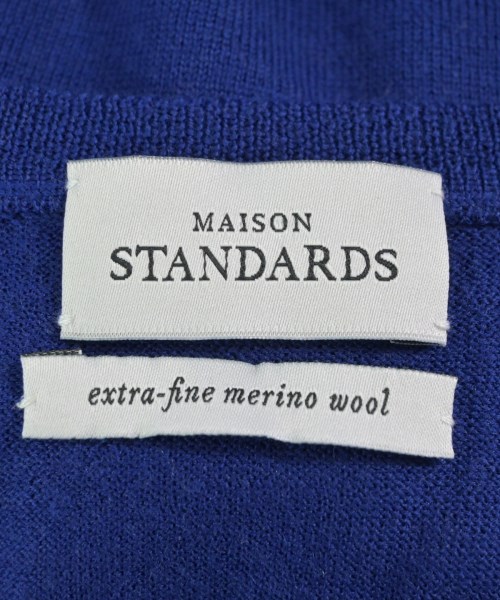 MAISON
STANDARDS
extra-fine merino wool